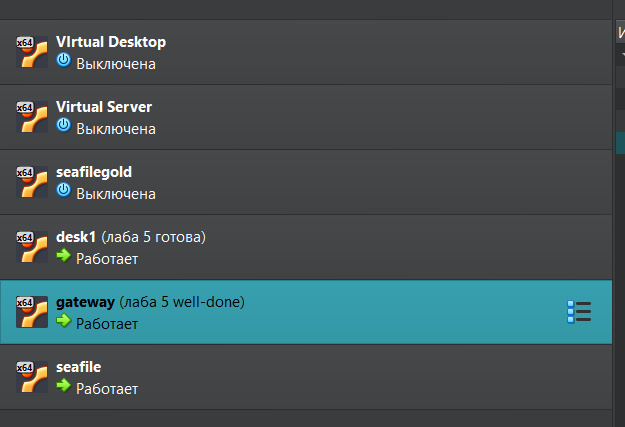 x64
VIrtual Desktop
Выключена
x64
Virtual Server
Выключена
x64
seafilegold
Выключена
x64
desk1 (лаба 5 готова)
Работает
x64
gateway (лаба 5 well-done)
Работает
x64
seafile
Работает